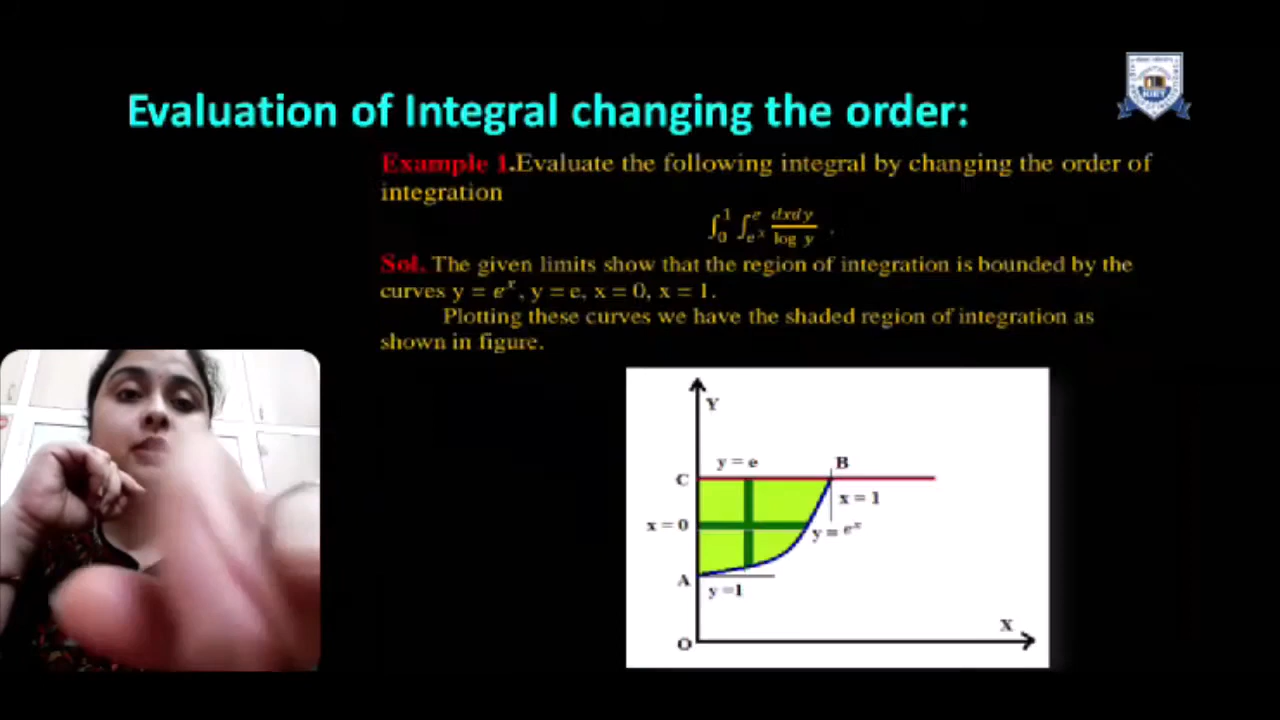 Evaluation of Integral changing the order:
Example 1.Evaluate the following integral by changing the order of
integration
∫₀¹ ∫ₑˣᵉ dxdy / log y .
Sol. The given limits show that the region of integration is bounded by the
curves y = eˣ, y = e, x = 0, x = 1.
Plotting these curves we have the shaded region of integration as
shown in figure.
Y
y = e B
C
x = 1
x = 0
y = eˣ
A
y =1
X
O